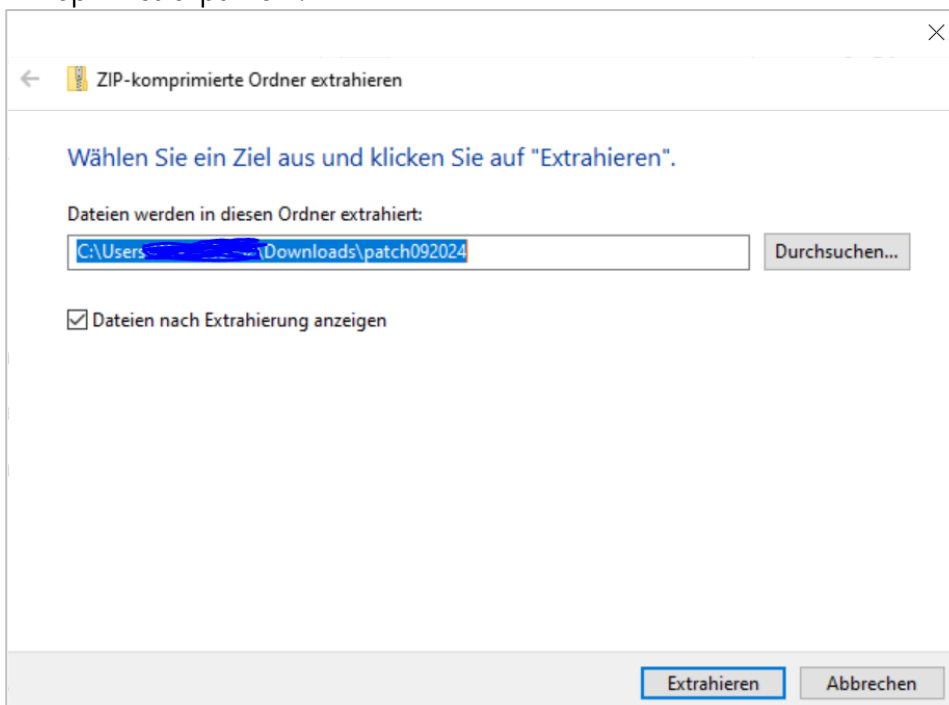 ZIP-komprimierte Ordner extrahieren
Wählen Sie ein Ziel aus und klicken Sie auf "Extrahieren".
Dateien werden in diesen Ordner extrahiert:
C:\Users \Downloads\patch092024
Durchsuchen...
Dateien nach Extrahierung anzeigen
Extrahieren
Abbrechen